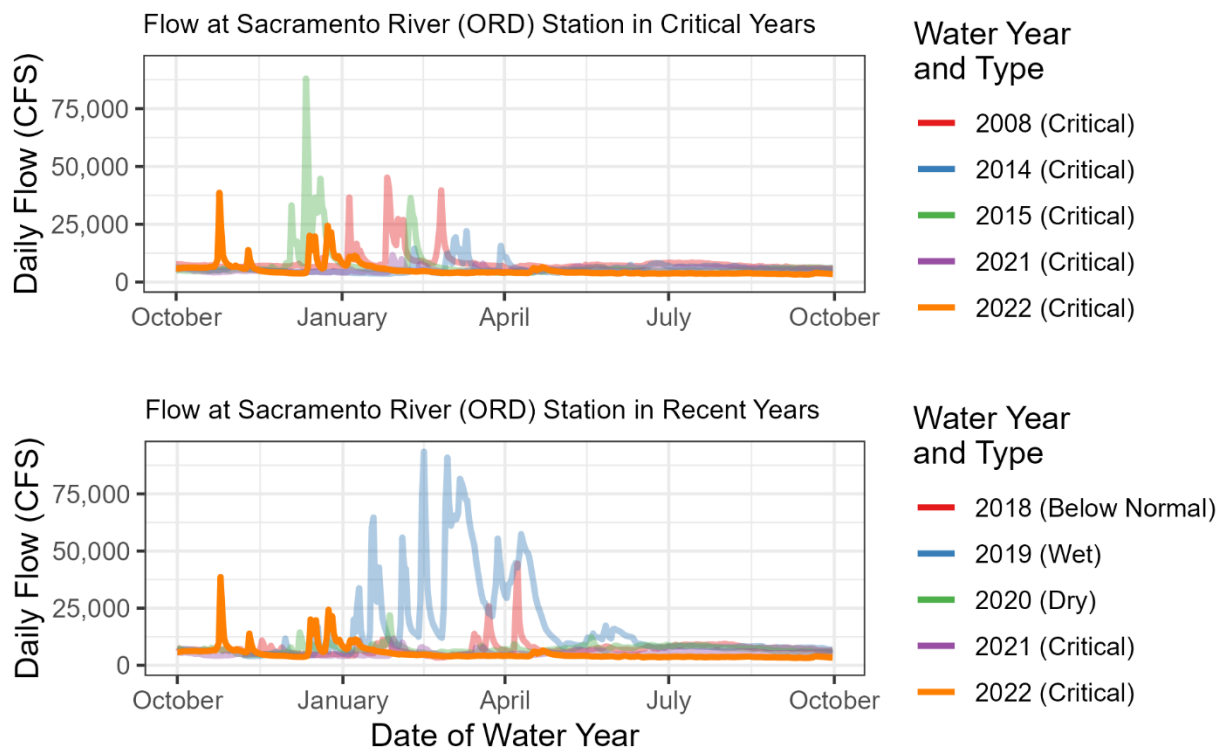 Flow at Sacramento River (ORD) Station in Critical Years
Daily Flow (CFS)
75,000
50,000
25,000
0
October
January
April
July
October
Water Year
and Type
2008 (Critical)
2014 (Critical)
2015 (Critical)
2021 (Critical)
2022 (Critical)
Flow at Sacramento River (ORD) Station in Recent Years
Daily Flow (CFS)
75,000
50,000
25,000
0
October
January
April
July
October
Date of Water Year
Water Year
and Type
2018 (Below Normal)
2019 (Wet)
2020 (Dry)
2021 (Critical)
2022 (Critical)